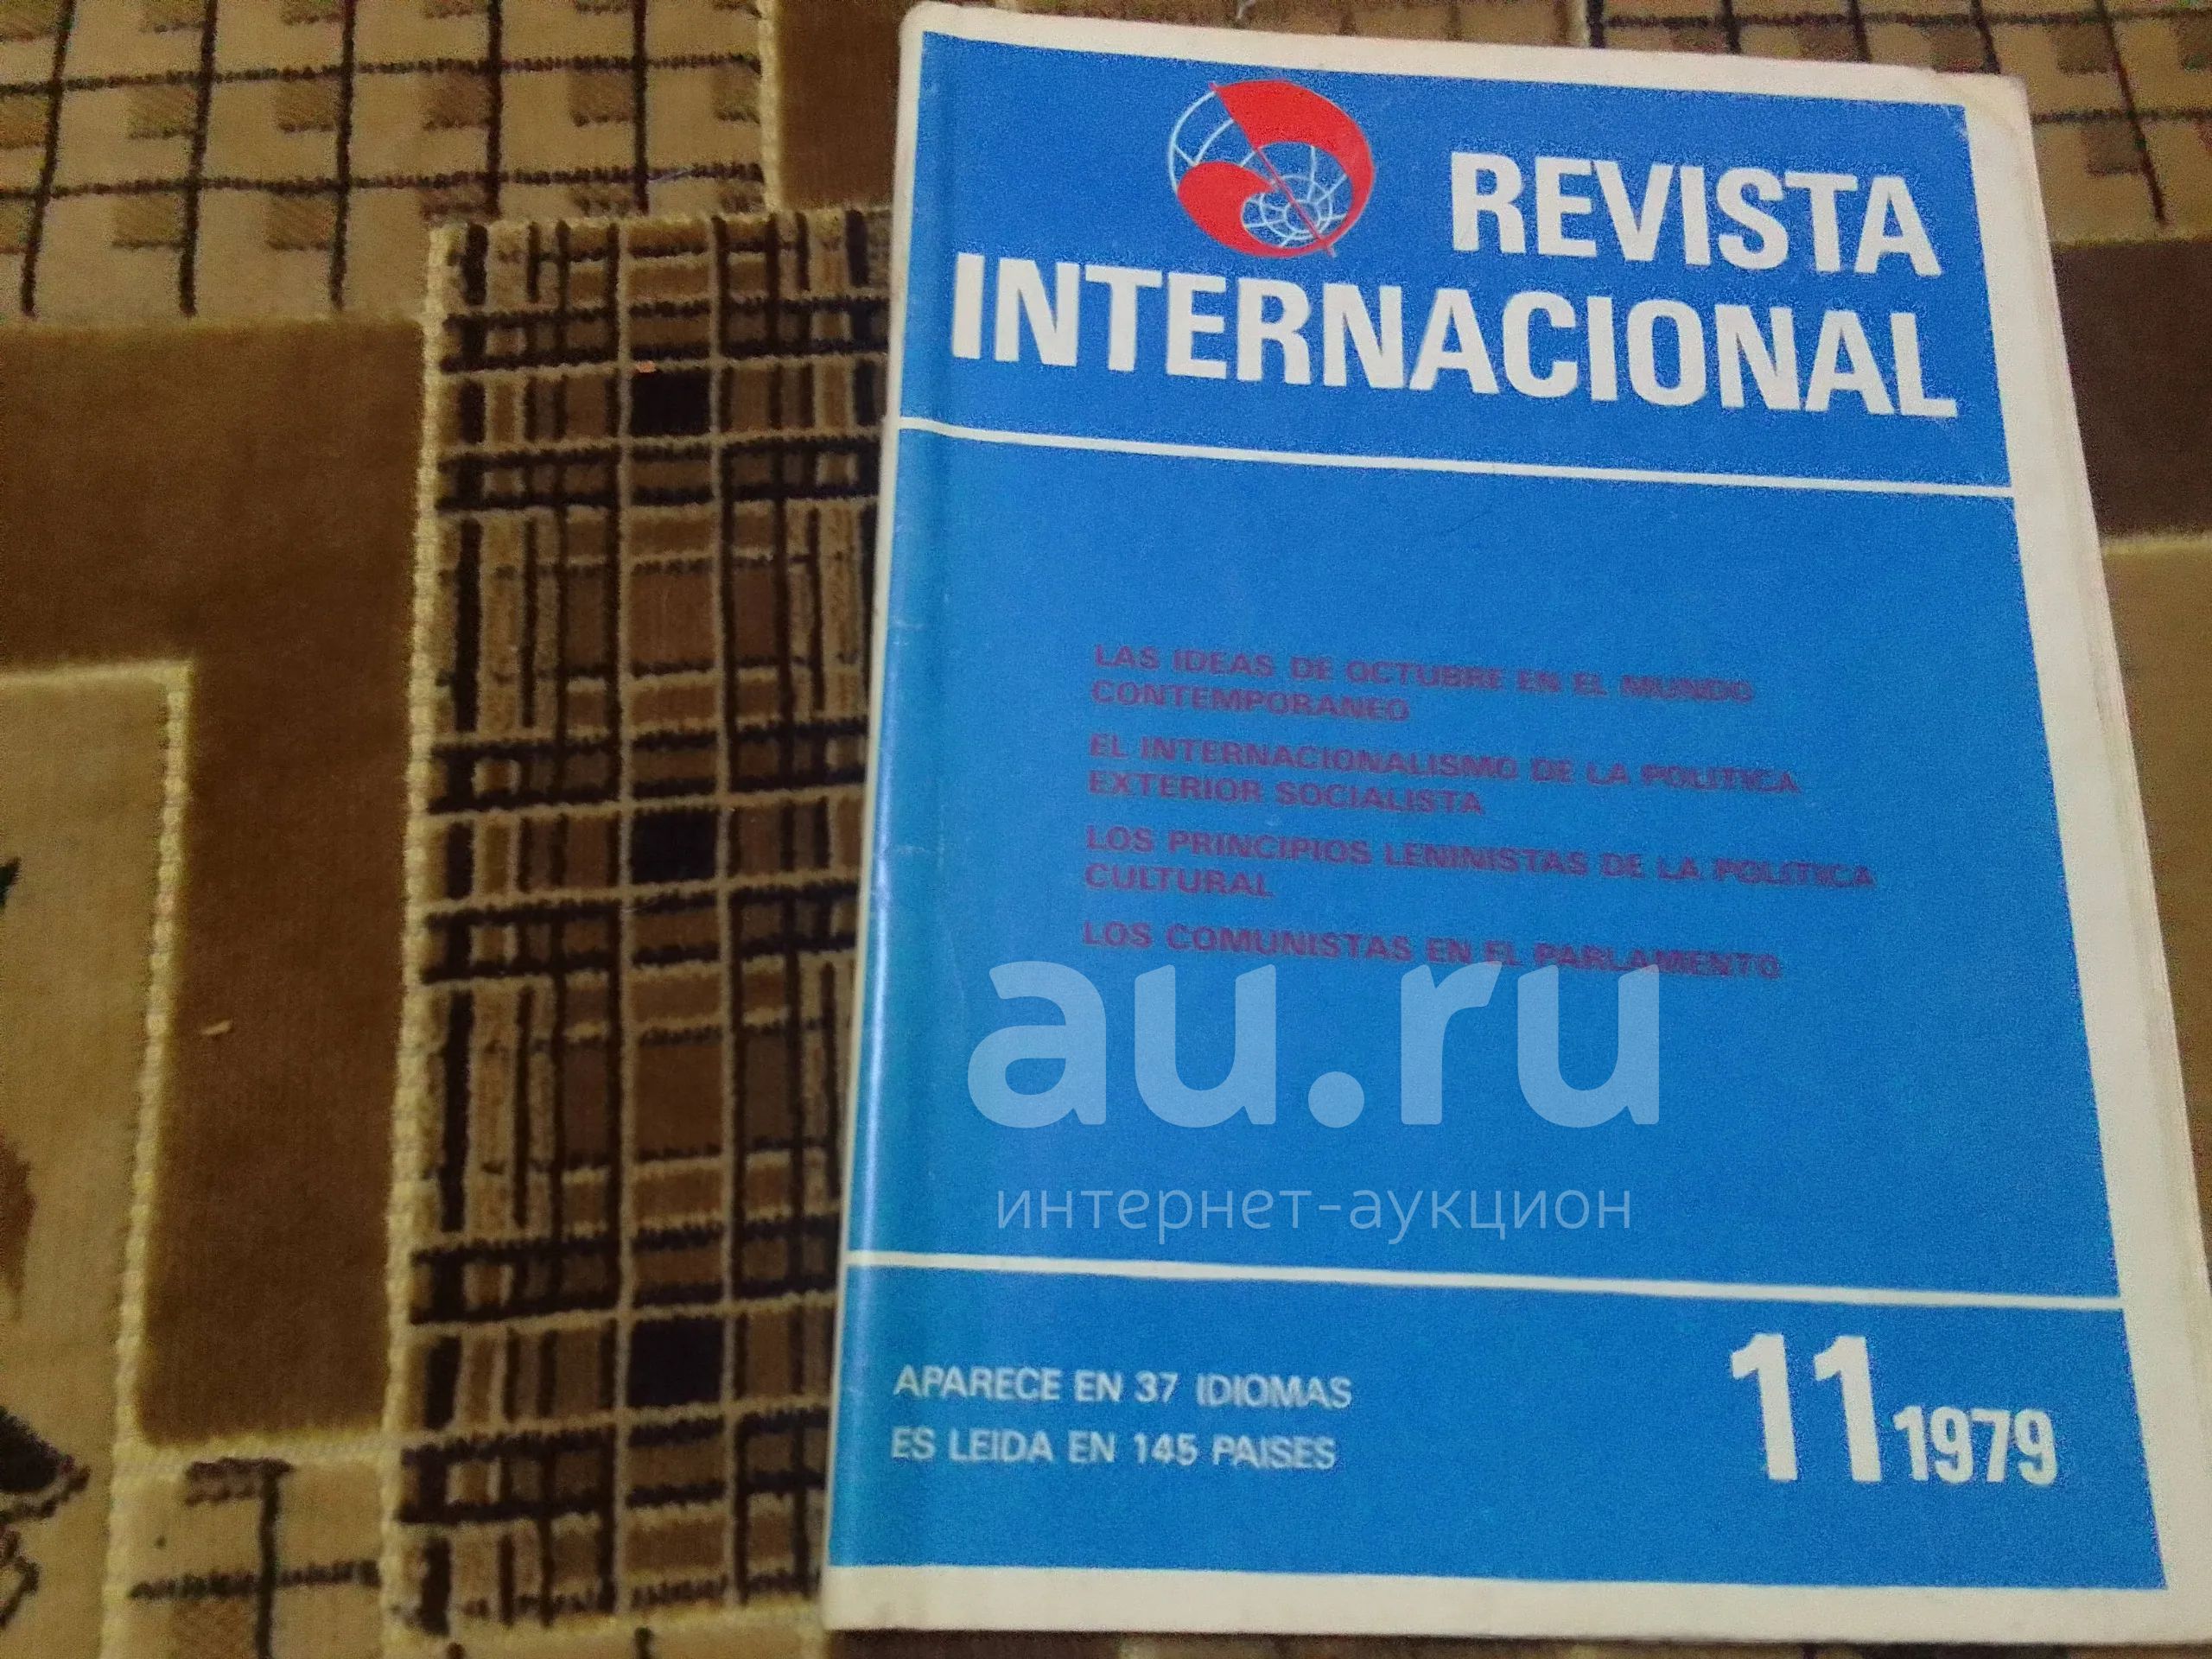 REVISTA
INTERNACIONAL
LAS IDEAS DE OCTUBRE EN EL MUNDO
CONTEMPORANEO
EL INTERNACIONALISMO DE LA POLITICA
EXTERIOR SOCIALISTA
LOS PRINCIPIOS LENINISTAS DE LA POLITICA
CULTURAL
LOS COMUNISTAS EN EL PARLAMENTO
au.ru
интернет-аукцион
APARECE EN 37 IDIOMAS
ES LEIDA EN 145 PAISES
11 1979